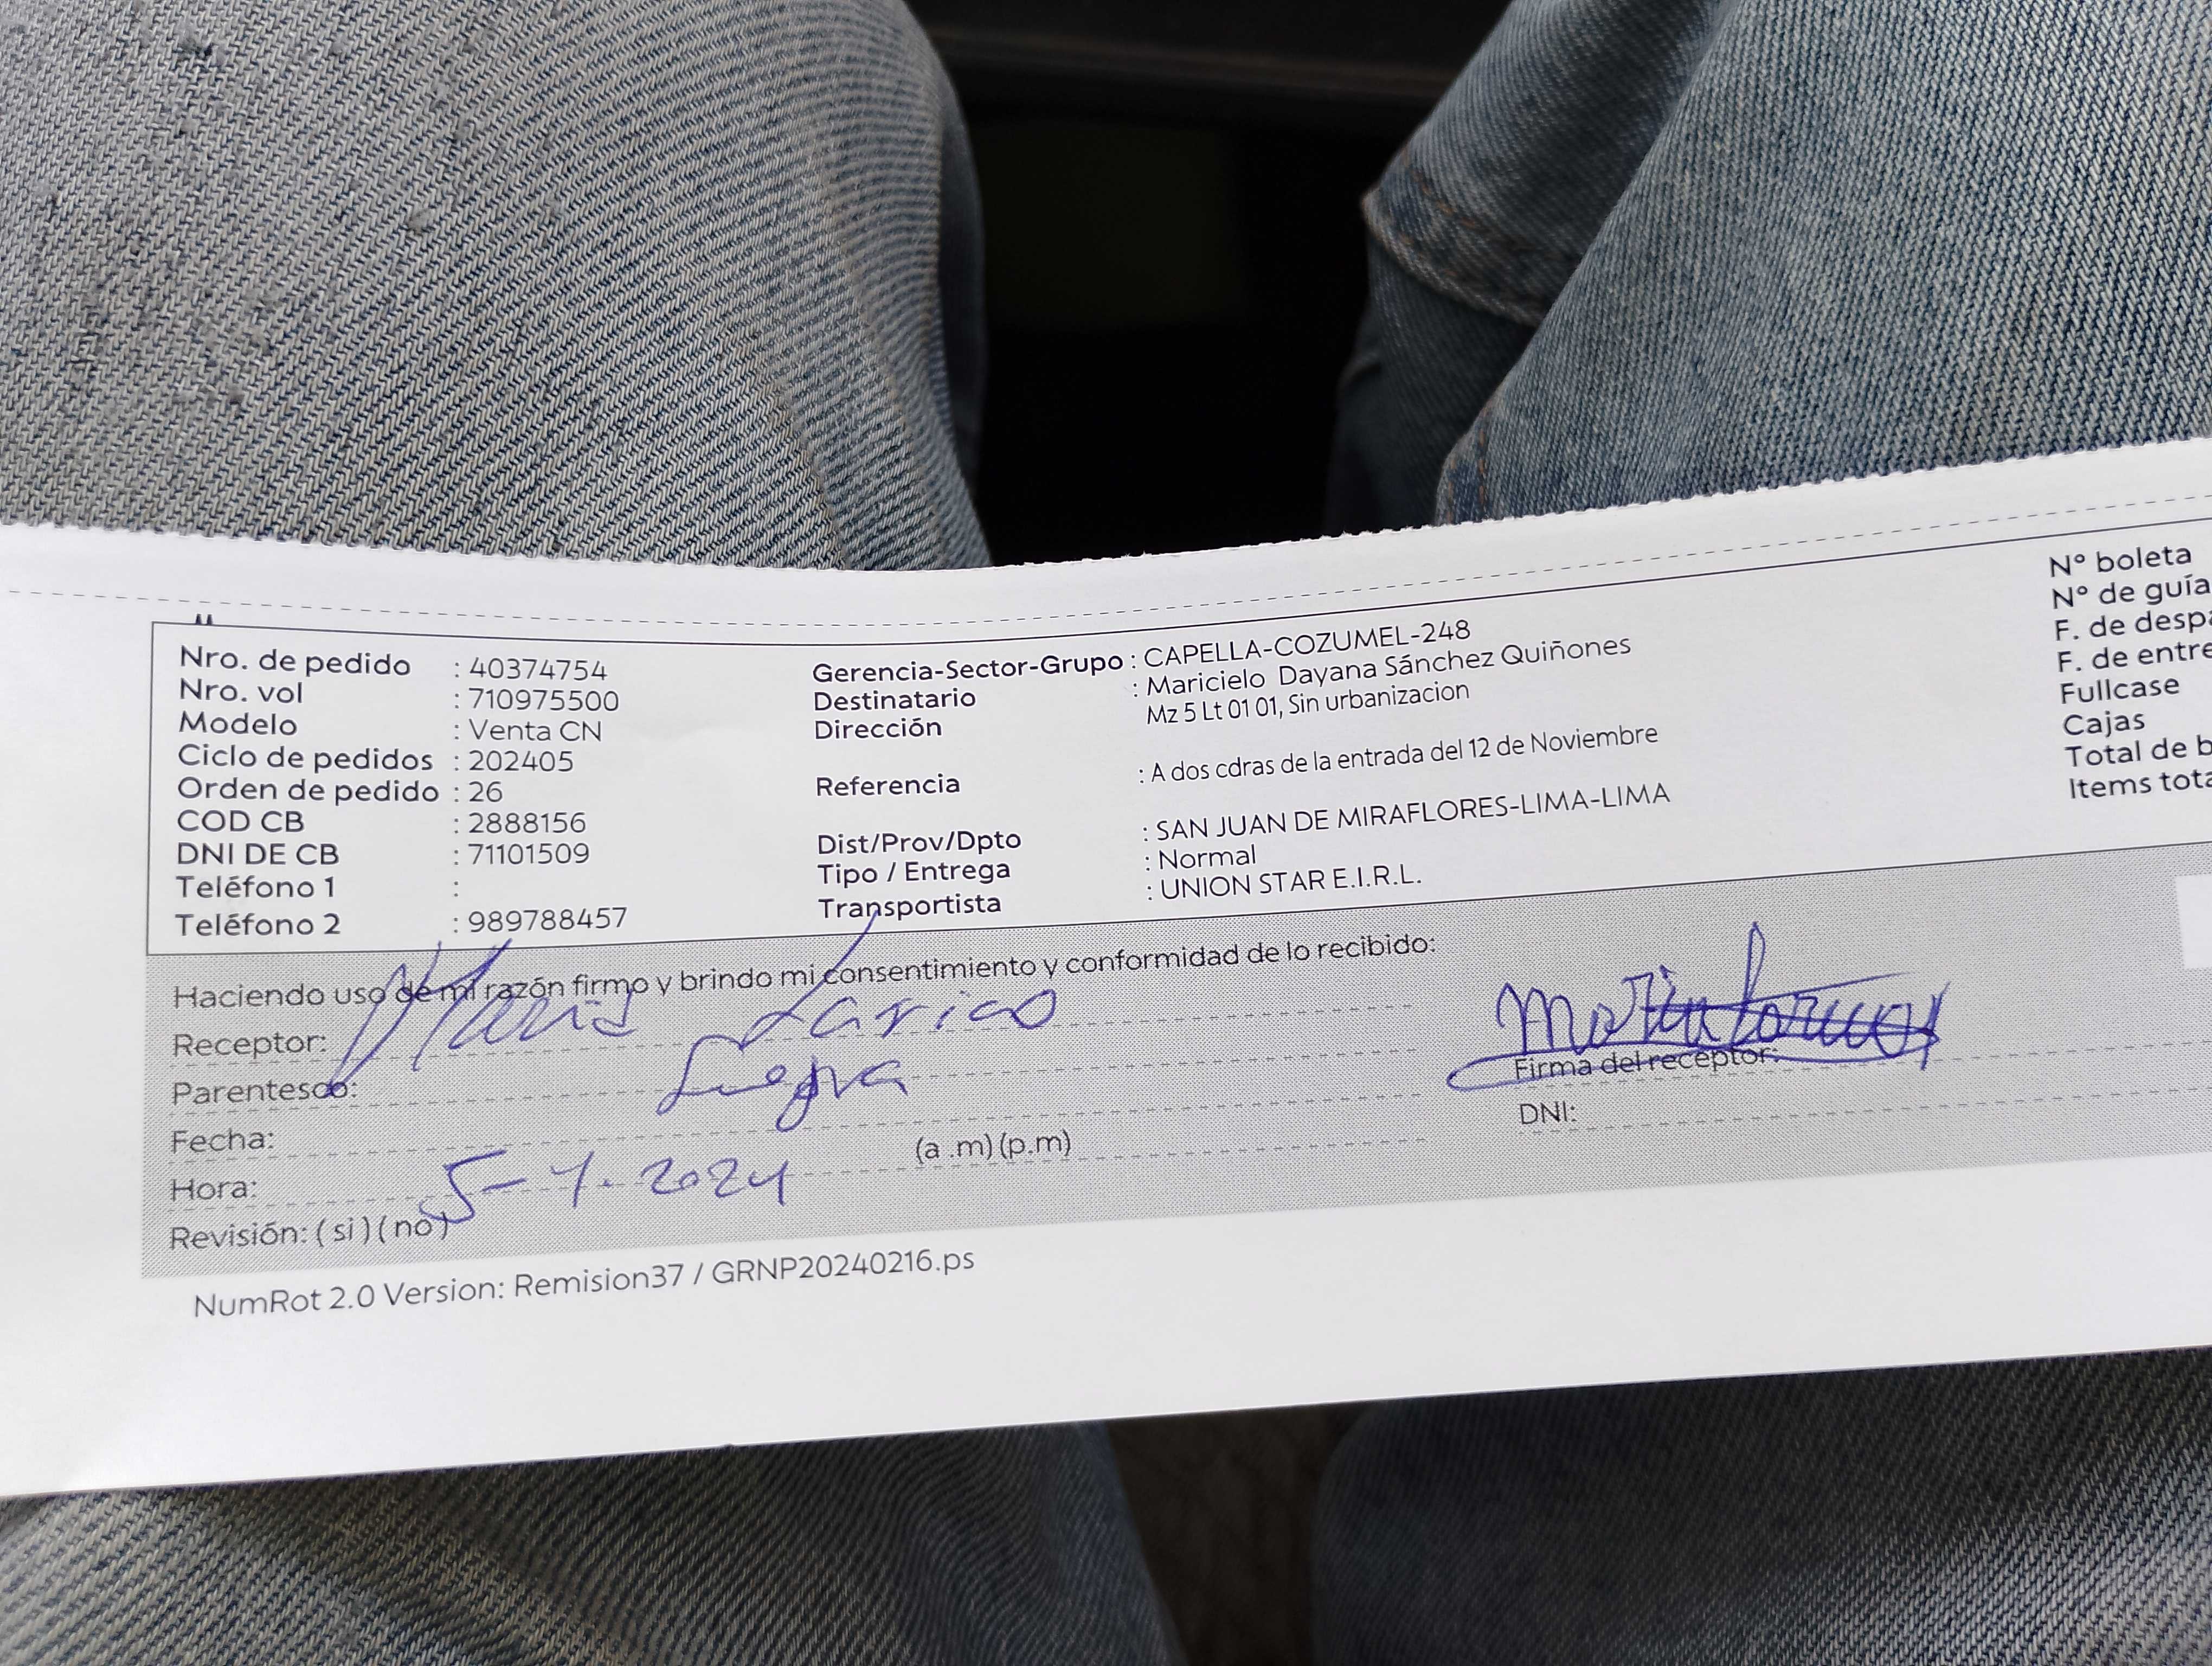 Nro. de pedido : 40374754
Nro. vol : 710975500
Modelo : Venta CN
Ciclo de pedidos : 202405
Orden de pedido : 26
COD CB : 2888156
DNI DE CB : 71101509
Teléfono 1 :
Teléfono 2 : 989788457
Gerencia-Sector-Grupo : CAPELLA-COZUMEL-248
Destinatario : Maricielo Dayana Sánchez Quiñones
Dirección Mz 5 Lt 01 01, Sin urbanizacion
Referencia : A dos cdras de la entrada del 12 de Noviembre
Dist/Prov/Dpto : SAN JUAN DE MIRAFLORES-LIMA-LIMA
Tipo / Entrega : Normal
Transportista : UNION STAR E.I.R.L.
Nº boleta
Nº de guía
F. de desp
F. de entre
Fullcase
Cajas
Total de b
Items tota
Haciendo uso de mi razón firmo y brindo mi consentimiento y conformidad de lo recibido:
Receptor: Maria Larico
Parentesco: Suegra
Fecha: (a .m) (p.m)
Hora: 5-4.2024
Revisión: ( si ) ( no )
Firma del receptor:
DNI:
NumRot 2.0 Version: Remision37 / GRNP20240216.ps